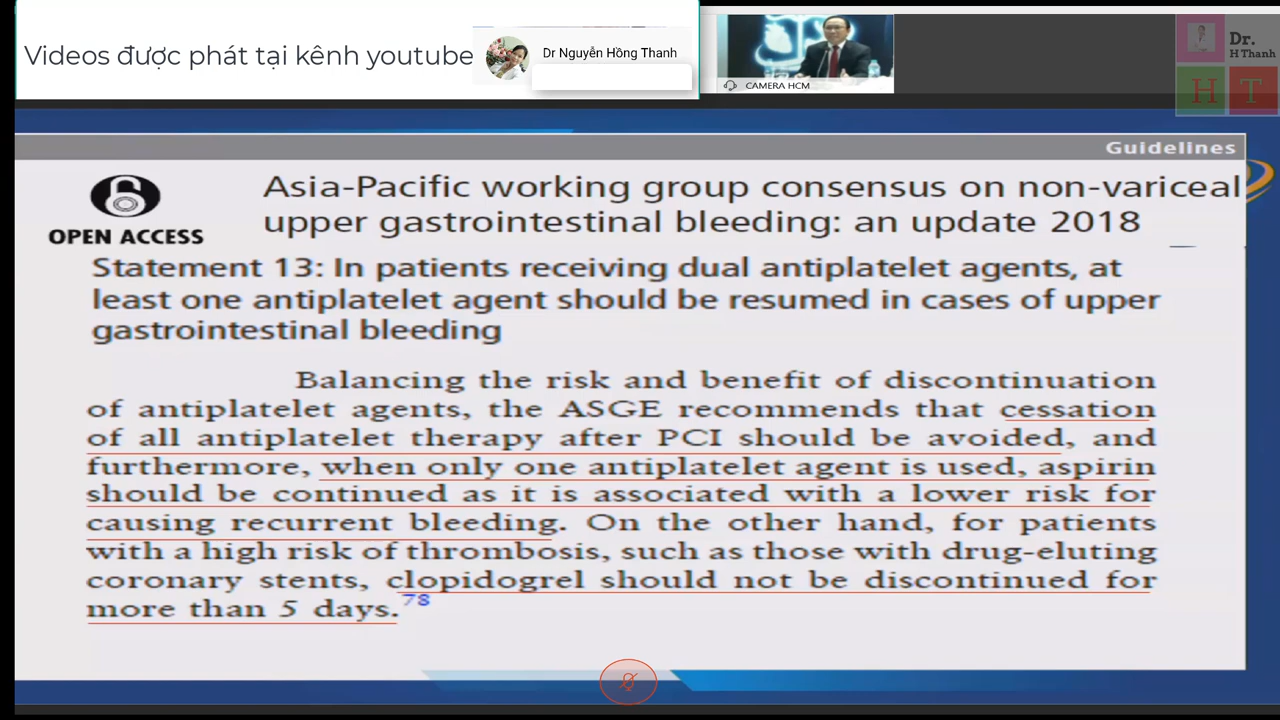 Videos được phát tại kênh youtube
Dr Nguyễn Hồng Thanh
CAMERA HCM
Dr.
H Thanh
H T
Guidelines
OPEN ACCESS
Asia-Pacific working group consensus on non-variceal
upper gastrointestinal bleeding: an update 2018
Statement 13: In patients receiving dual antiplatelet agents, at
least one antiplatelet agent should be resumed in cases of upper
gastrointestinal bleeding
Balancing the risk and benefit of discontinuation
of antiplatelet agents, the ASGE recommends that cessation
of all antiplatelet therapy after PCI should be avoided, and
furthermore, when only one antiplatelet agent is used, aspirin
should be continued as it is associated with a lower risk for
causing recurrent bleeding. On the other hand, for patients
with a high risk of thrombosis, such as those with drug-eluting
coronary stents, clopidogrel should not be discontinued for
more than 5 days.78